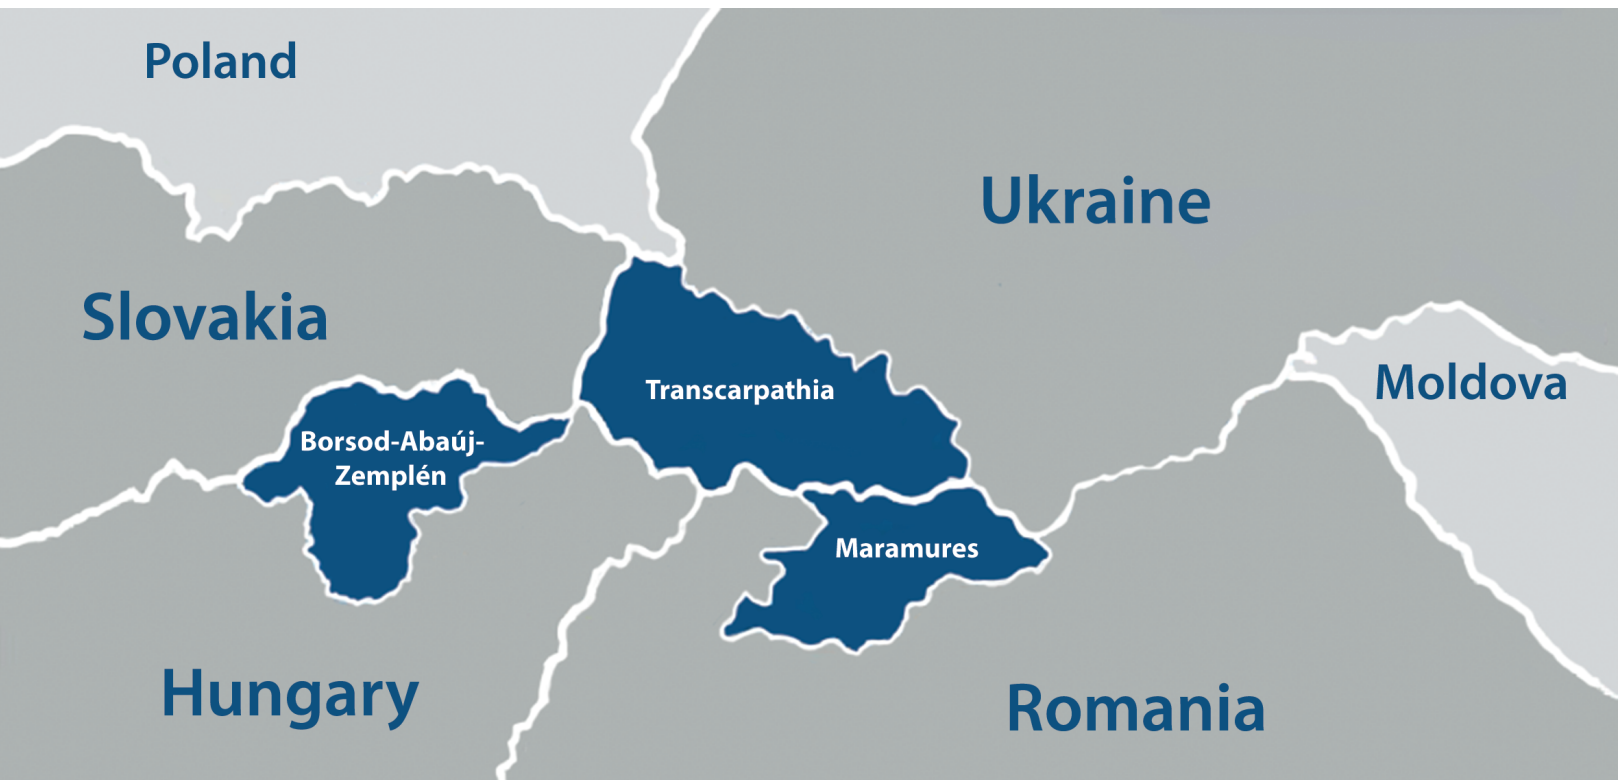 Poland
Ukraine
Slovakia
Moldova
Transcarpathia
Borsod-Abaúj-
Zemplén
Maramures
Hungary
Romania